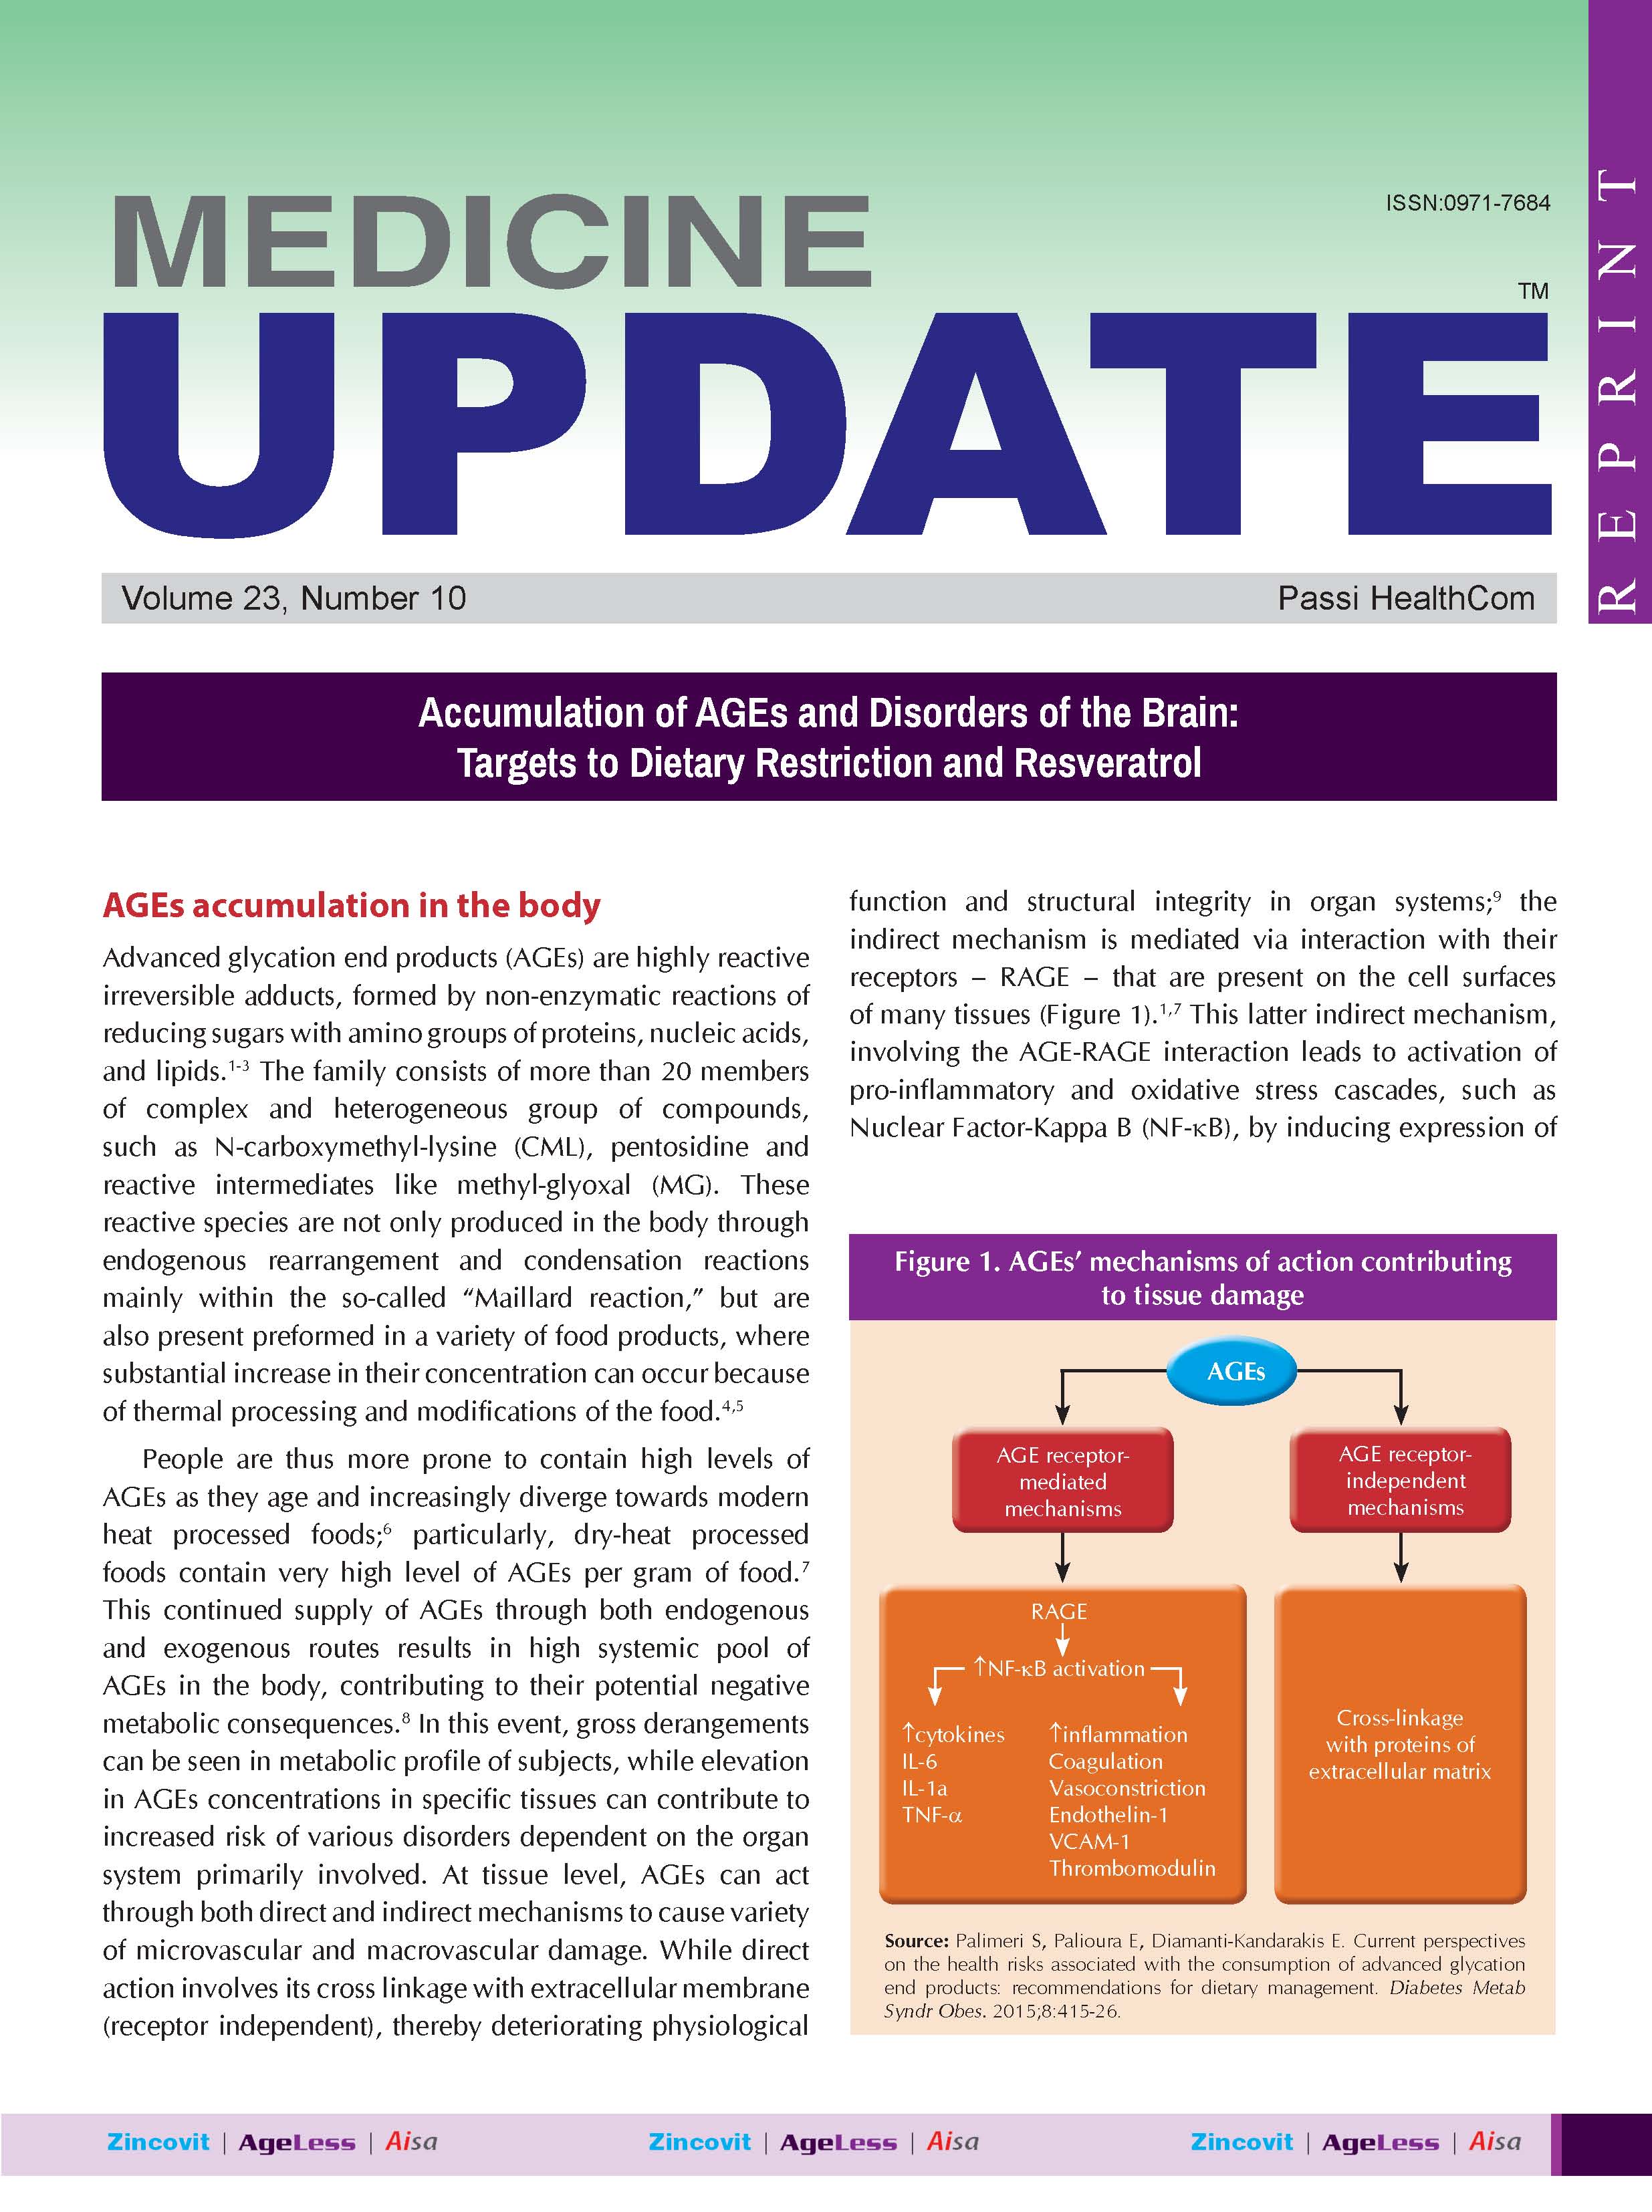 REPRINT
ISSN:0971-7684
MEDICINE
UPDATE™
Volume 23, Number 10
Passi HealthCom
Accumulation of AGEs and Disorders of the Brain:
Targets to Dietary Restriction and Resveratrol
AGEs accumulation in the body
Advanced glycation end products (AGEs) are highly reactive
irreversible adducts, formed by non-enzymatic reactions of
reducing sugars with amino groups of proteins, nucleic acids,
and lipids.1-3 The family consists of more than 20 members
of complex and heterogeneous group of compounds,
such as N-carboxymethyl-lysine (CML), pentosidine and
reactive intermediates like methyl-glyoxal (MG). These
reactive species are not only produced in the body through
endogenous rearrangement and condensation reactions
mainly within the so-called “Maillard reaction,” but are
also present preformed in a variety of food products, where
substantial increase in their concentration can occur because
of thermal processing and modifications of the food.4,5
People are thus more prone to contain high levels of
AGEs as they age and increasingly diverge towards modern
heat processed foods;6 particularly, dry-heat processed
foods contain very high level of AGEs per gram of food.7
This continued supply of AGEs through both endogenous
and exogenous routes results in high systemic pool of
AGEs in the body, contributing to their potential negative
metabolic consequences.8 In this event, gross derangements
can be seen in metabolic profile of subjects, while elevation
in AGEs concentrations in specific tissues can contribute to
increased risk of various disorders dependent on the organ
system primarily involved. At tissue level, AGEs can act
through both direct and indirect mechanisms to cause variety
of microvascular and macrovascular damage. While direct
action involves its cross linkage with extracellular membrane
(receptor independent), thereby deteriorating physiological
function and structural integrity in organ systems;9 the
indirect mechanism is mediated via interaction with their
receptors – RAGE – that are present on the cell surfaces
of many tissues (Figure 1).1,7 This latter indirect mechanism,
involving the AGE-RAGE interaction leads to activation of
pro-inflammatory and oxidative stress cascades, such as
Nuclear Factor-Kappa B (NF-κB), by inducing expression of
Figure 1. AGEs’ mechanisms of action contributing
to tissue damage
AGEs
AGE receptor-
mediated
mechanisms
AGE receptor-
independent
mechanisms
RAGE
↑NF-κB activation
↑cytokines
IL-6
IL-1a
TNF-α
↑inflammation
Coagulation
Vasoconstriction
Endothelin-1
VCAM-1
Thrombomodulin
Cross-linkage
with proteins of
extracellular matrix
Source: Palimeri S, Palioura E, Diamanti-Kandarakis E. Current perspectives
on the health risks associated with the consumption of advanced glycation
end products: recommendations for dietary management. Diabetes Metab
Syndr Obes. 2015;8:415-26.
Zincovit | AgeLess | Aisa
Zincovit | AgeLess | Aisa
Zincovit | AgeLess | Aisa